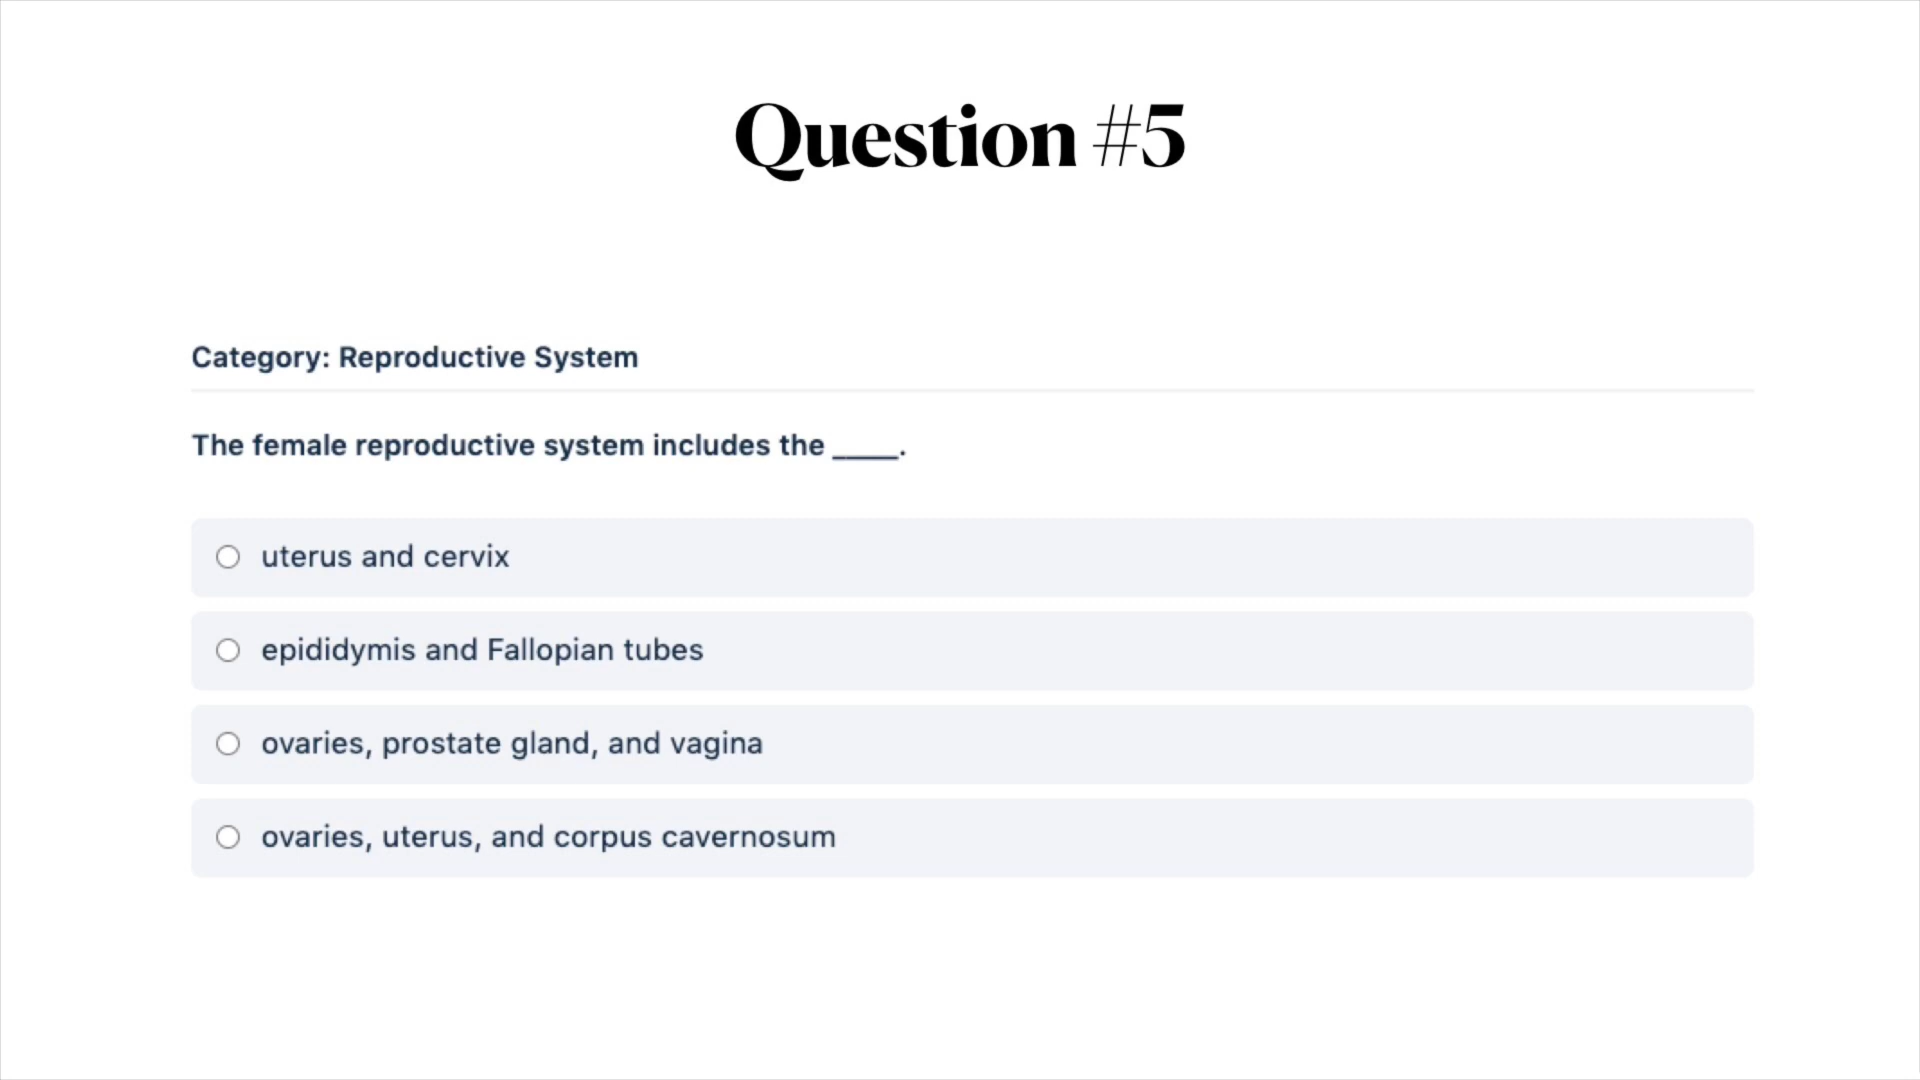 Question #5
Category: Reproductive System
The female reproductive system includes the ____.
uterus and cervix
epididymis and Fallopian tubes
ovaries, prostate gland, and vagina
ovaries, uterus, and corpus cavernosum